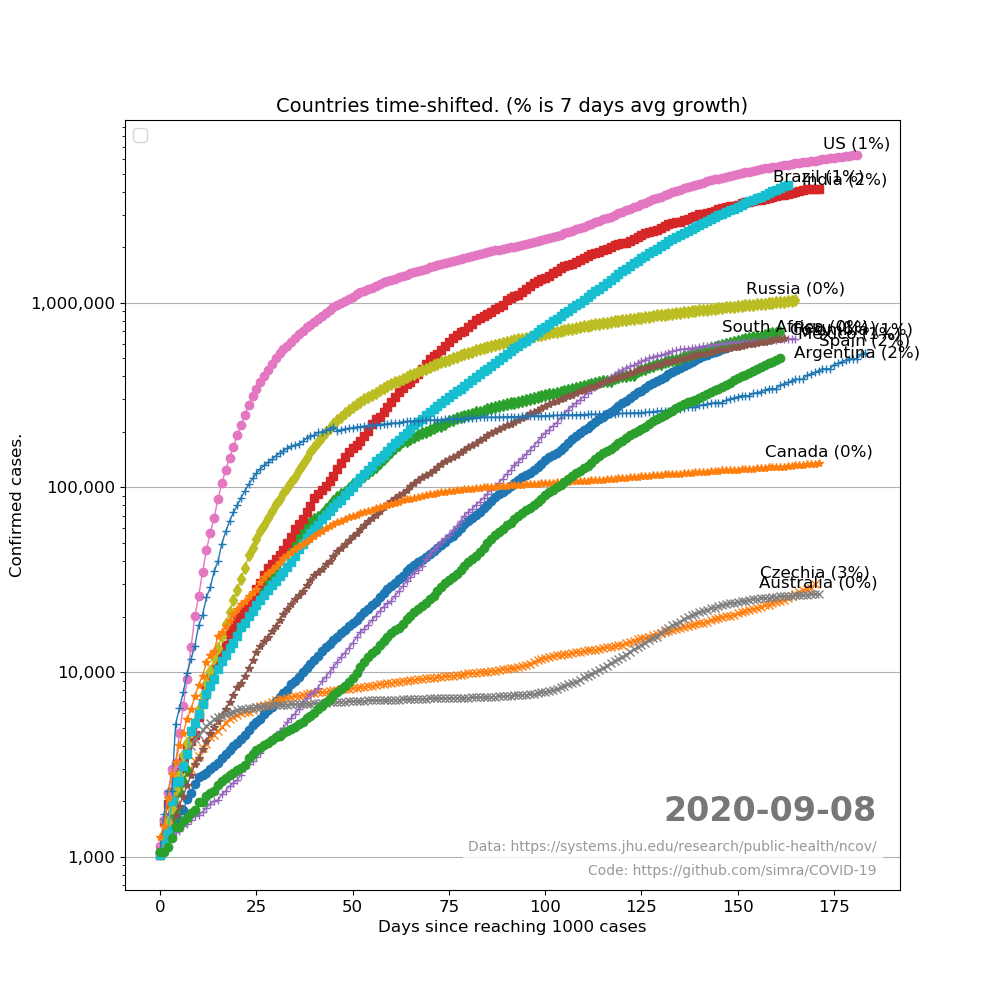 Countries time-shifted. (% is 7 days avg growth)
US (1%)
Brazil (1%)
India (2%)
Russia (0%)
South Africa (0%)
Spain (2%)
Argentina (2%)
Canada (0%)
Czechia (3%)
Australia (0%)
1,000,000
100,000
10,000
1,000
Confirmed cases.
2020-09-08
Data: https://systems.jhu.edu/research/public-health/ncov/
Code: https://github.com/simra/COVID-19
0 25 50 75 100 125 150 175
Days since reaching 1000 cases